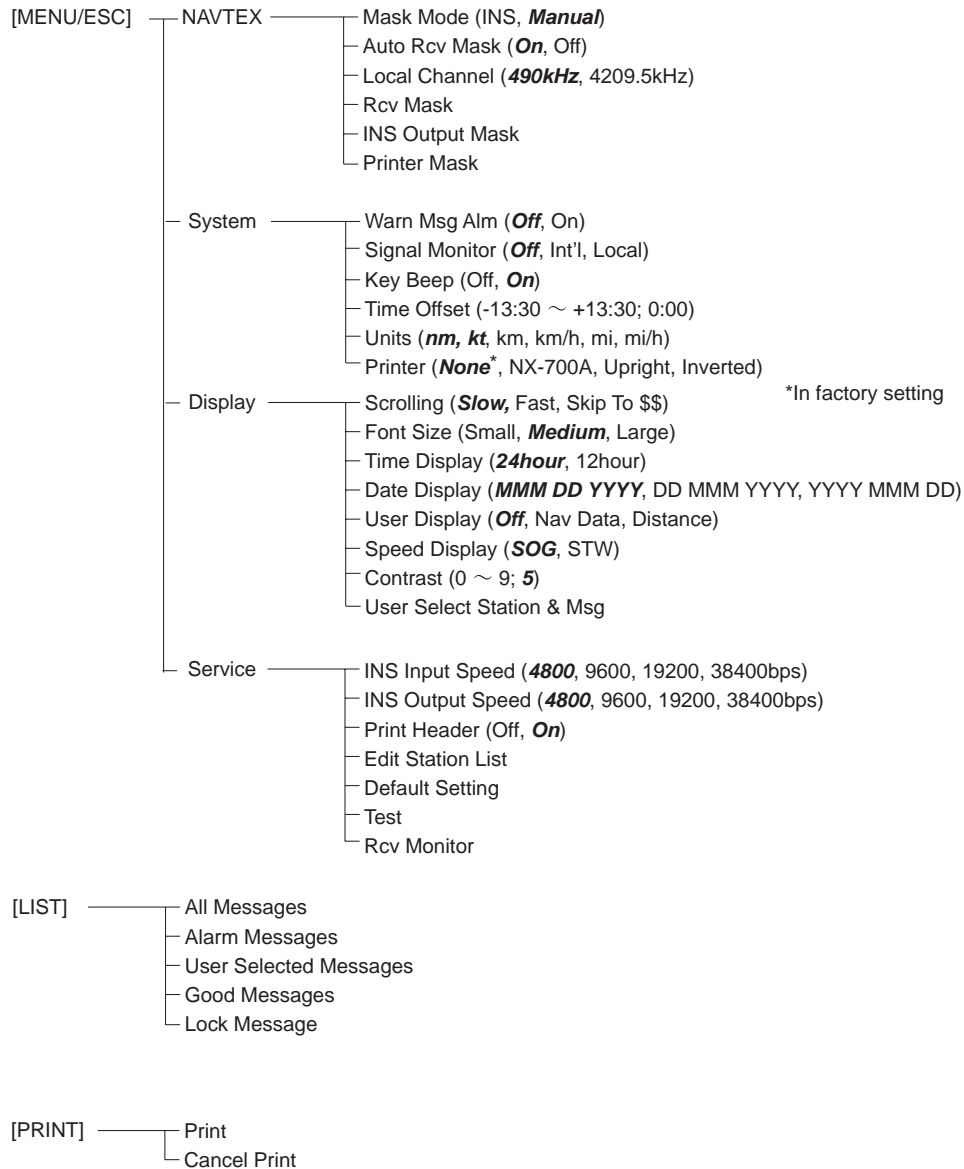 [MENU/ESC] NAVTEX Mask Mode (INS, Manual)
Auto Rcv Mask (On, Off)
Local Channel (490kHz, 4209.5kHz)
Rcv Mask
INS Output Mask
Printer Mask
System Warn Msg Alm (Off, On)
Signal Monitor (Off, Int'l, Local)
Key Beep (Off, On)
Time Offset (-13:30 ～ +13:30; 0:00)
Units (nm, kt, km, km/h, mi, mi/h)
Printer (None*, NX-700A, Upright, Inverted)
*In factory setting
Display Scrolling (Slow, Fast, Skip To $$)
Font Size (Small, Medium, Large)
Time Display (24hour, 12hour)
Date Display (MMM DD YYYY, DD MMM YYYY, YYYY MMM DD)
User Display (Off, Nav Data, Distance)
Speed Display (SOG, STW)
Contrast (0 ～ 9; 5)
User Select Station & Msg
Service INS Input Speed (4800, 9600, 19200, 38400bps)
INS Output Speed (4800, 9600, 19200, 38400bps)
Print Header (Off, On)
Edit Station List
Default Setting
Test
Rcv Monitor
[LIST] All Messages
Alarm Messages
User Selected Messages
Good Messages
Lock Message
[PRINT] Print
Cancel Print